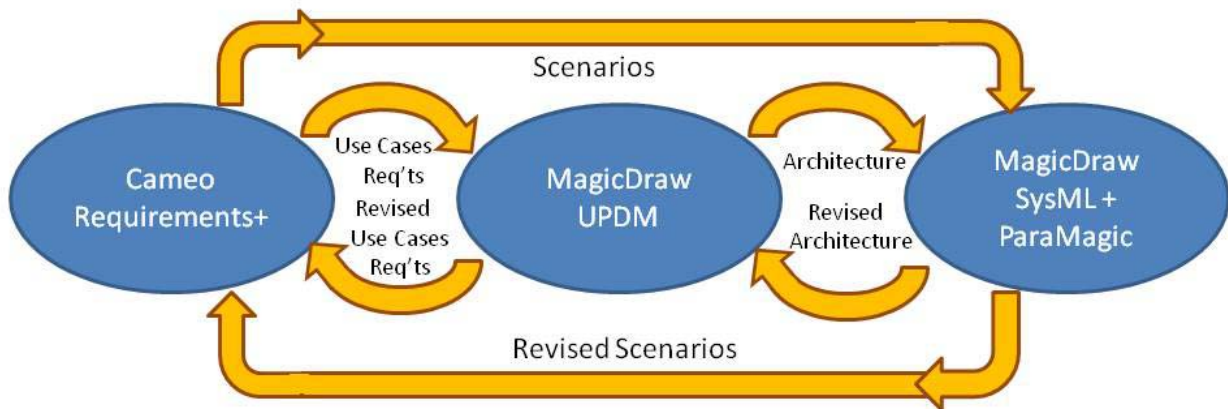 Scenarios
Cameo
Requirements+
Use Cases
Req'ts
Revised
Use Cases
Req'ts
MagicDraw
UPDM
Architecture
Revised
Architecture
MagicDraw
SysML +
ParaMagic
Revised Scenarios